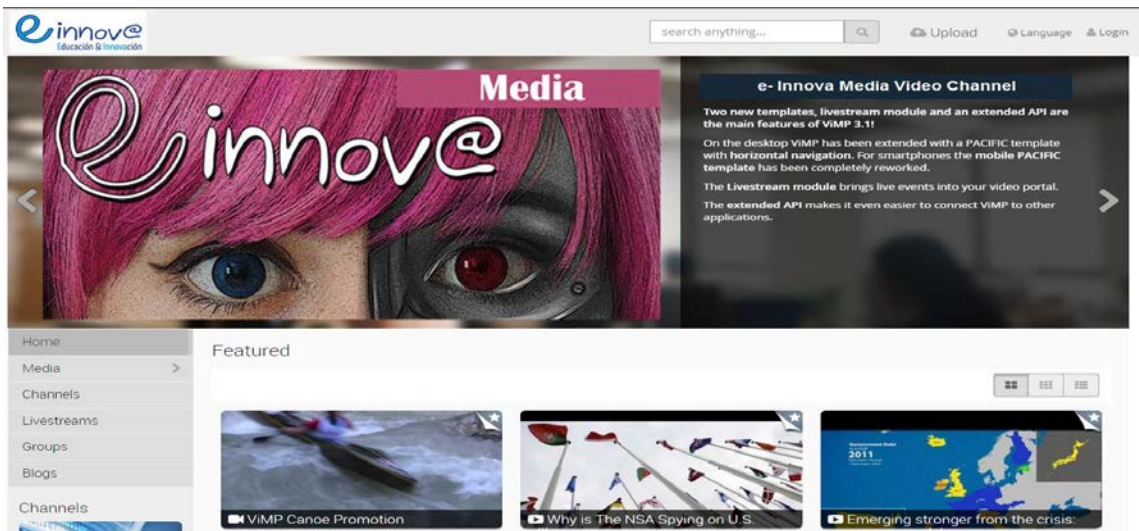 einnov@
Educación & Innovación
search anything...
Upload
Language
Login
Media
einnov@
e- Innova Media Video Channel
Two new templates, livestream module and an extended API are
the main features of ViMP 3.1!
On the desktop ViMP has been extended with a PACIFIC template
with horizontal navigation. For smartphones the mobile PACIFIC
template has been completely reworked.
The Livestream module brings live events into your video portal.
The extended API makes it even easier to connect ViMP to other
applications.
Home
Media
Channels
Livestreams
Groups
Blogs
Channels
Featured
ViMP Canoe Promotion
Why is The NSA Spying on U.S.
Government Debt
2011
Emerging stronger from the crisis